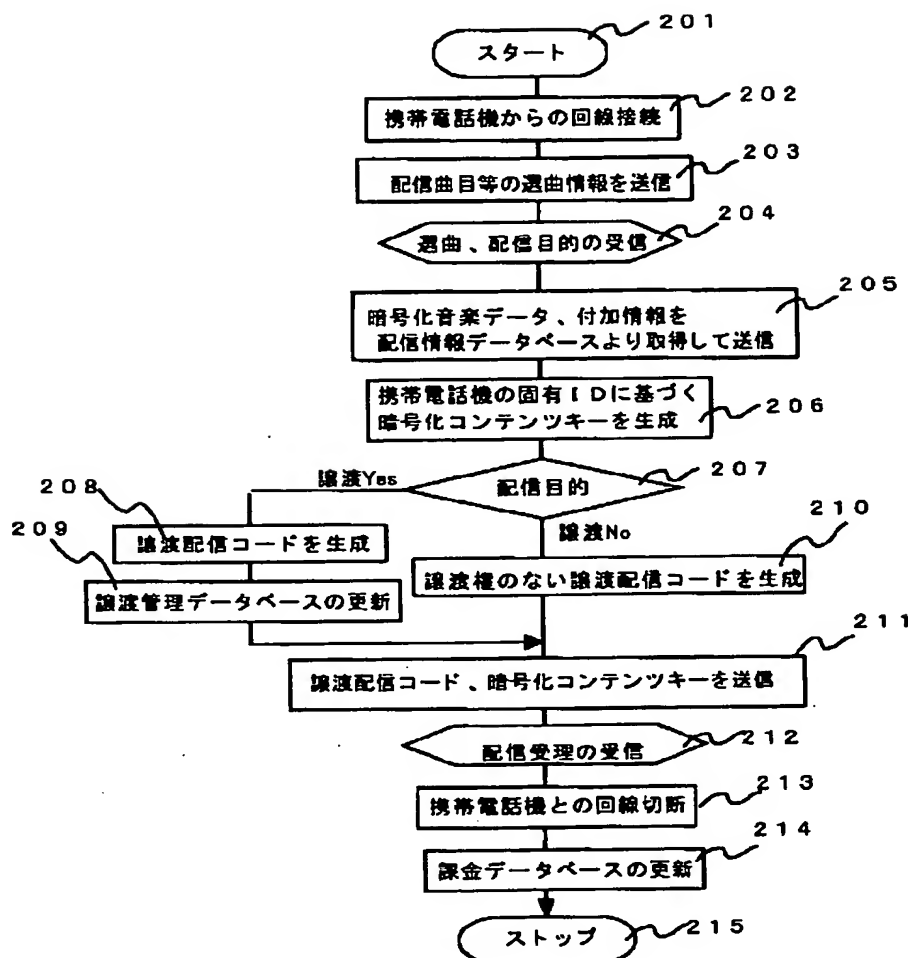 201
スタート
202
携帯電話機からの回線接続
203
配信曲目等の選曲情報を送信
204
選曲、配信目的の受信
205
暗号化音楽データ、付加情報を
配信情報データベースより取得して送信
携帯電話機の固有IDに基づく
暗号化コンテンツキーを生成
206
207
配信目的
譲渡Yes
208
譲渡No
209
譲渡配信コードを生成
210
譲渡権のない譲渡配信コードを生成
譲渡管理データベースの更新
211
譲渡配信コード、暗号化コンテンツキーを送信
212
配信受理の受信
213
携帯電話機との回線切断
214
課金データベースの更新
ストップ
215